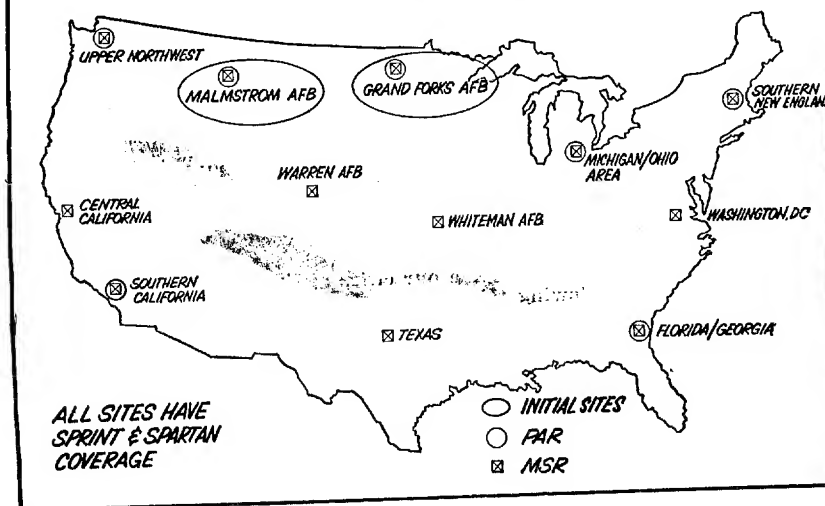 UPPER NORTHWEST
MALMSTROM AFB
GRAND FORKS AFB
SOUTHERN
NEW ENGLAND
MICHIGAN/OHIO
AREA
WARREN AFB
CENTRAL
CALIFORNIA
WHITEMAN AFB
WASHINGTON, DC
SOUTHERN
CALIFORNIA
TEXAS
FLORIDA/GEORGIA
ALL SITES HAVE
SPRINT & SPARTAN
COVERAGE
INITIAL SITES
PAR
MSR